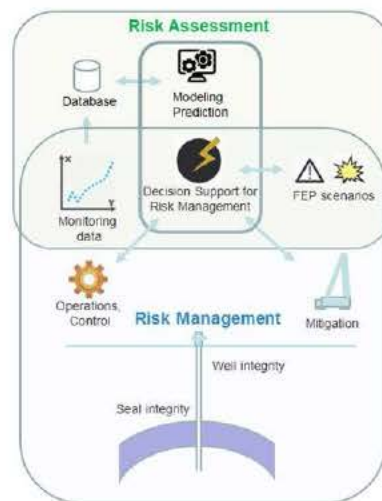 Risk Assessment
Database
Modeling
Prediction
X
Y
Monitoring
data
Decision Support for
Risk Management
FEP scenarios
Operations,
Control
Risk Management
Mitigation
Well integrity
Seal integrity